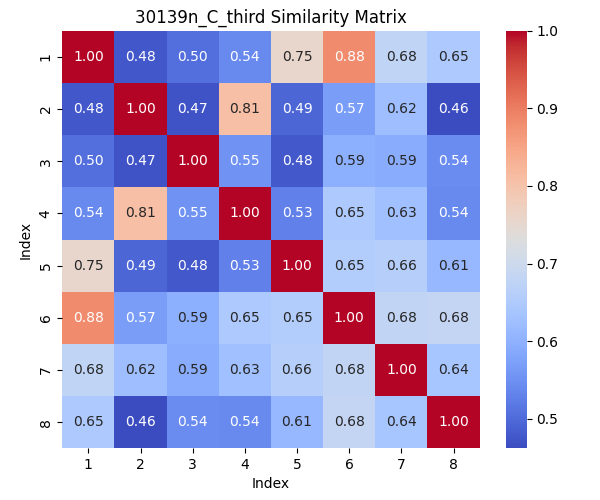 30139n_C_third Similarity Matrix
1 1.00 0.48 0.50 0.54 0.75 0.88 0.68 0.65
2 0.48 1.00 0.47 0.81 0.49 0.57 0.62 0.46
3 0.50 0.47 1.00 0.55 0.48 0.59 0.59 0.54
4 0.54 0.81 0.55 1.00 0.53 0.65 0.63 0.54
5 0.75 0.49 0.48 0.53 1.00 0.65 0.66 0.61
6 0.88 0.57 0.59 0.65 0.65 1.00 0.68 0.68
7 0.68 0.62 0.59 0.63 0.66 0.68 1.00 0.64
8 0.65 0.46 0.54 0.54 0.61 0.68 0.64 1.00
1 2 3 4 5 6 7 8
Index
Index
1.0
0.9
0.8
0.7
0.6
0.5